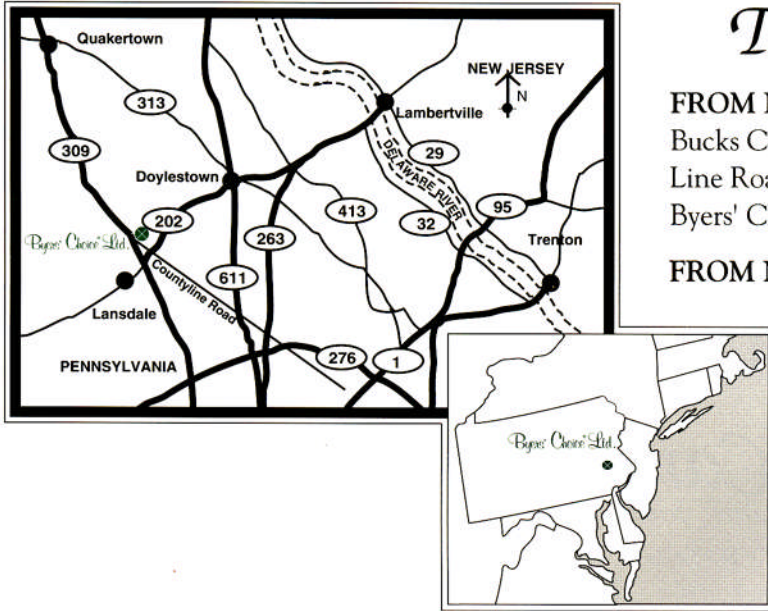 Quakertown
NEW JERSEY
N
313
Lambertville
309
29
DELAWARE RIVER
Doylestown
202
413
32
95
263
Trenton
Byers' Choice Ltd.
611
Countyline Road
Lansdale
PENNSYLVANIA
276
1
Byers' Choice Ltd.
FROM
Bucks C
Line Roa
Byers' C
FROM